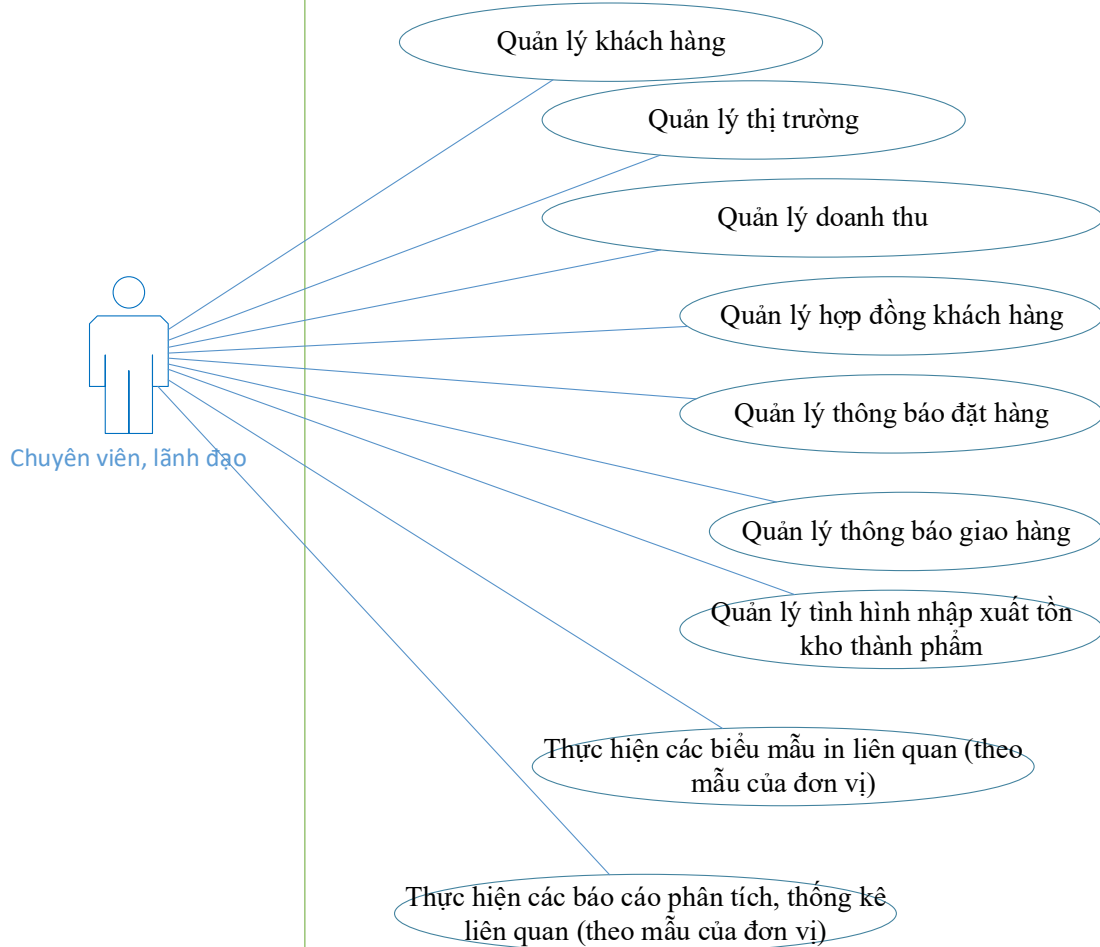 Quản lý khách hàng
Quản lý thị trường
Quản lý doanh thu
Quản lý hợp đồng khách hàng
Quản lý thông báo đặt hàng
Chuyên viên, lãnh đạo
Quản lý thông báo giao hàng
Quản lý tình hình nhập xuất tồn
kho thành phẩm
Thực hiện các biểu mẫu in liên quan (theo
mẫu của đơn vị)
Thực hiện các báo cáo phân tích, thống kê
liên quan (theo mẫu của đơn vị)